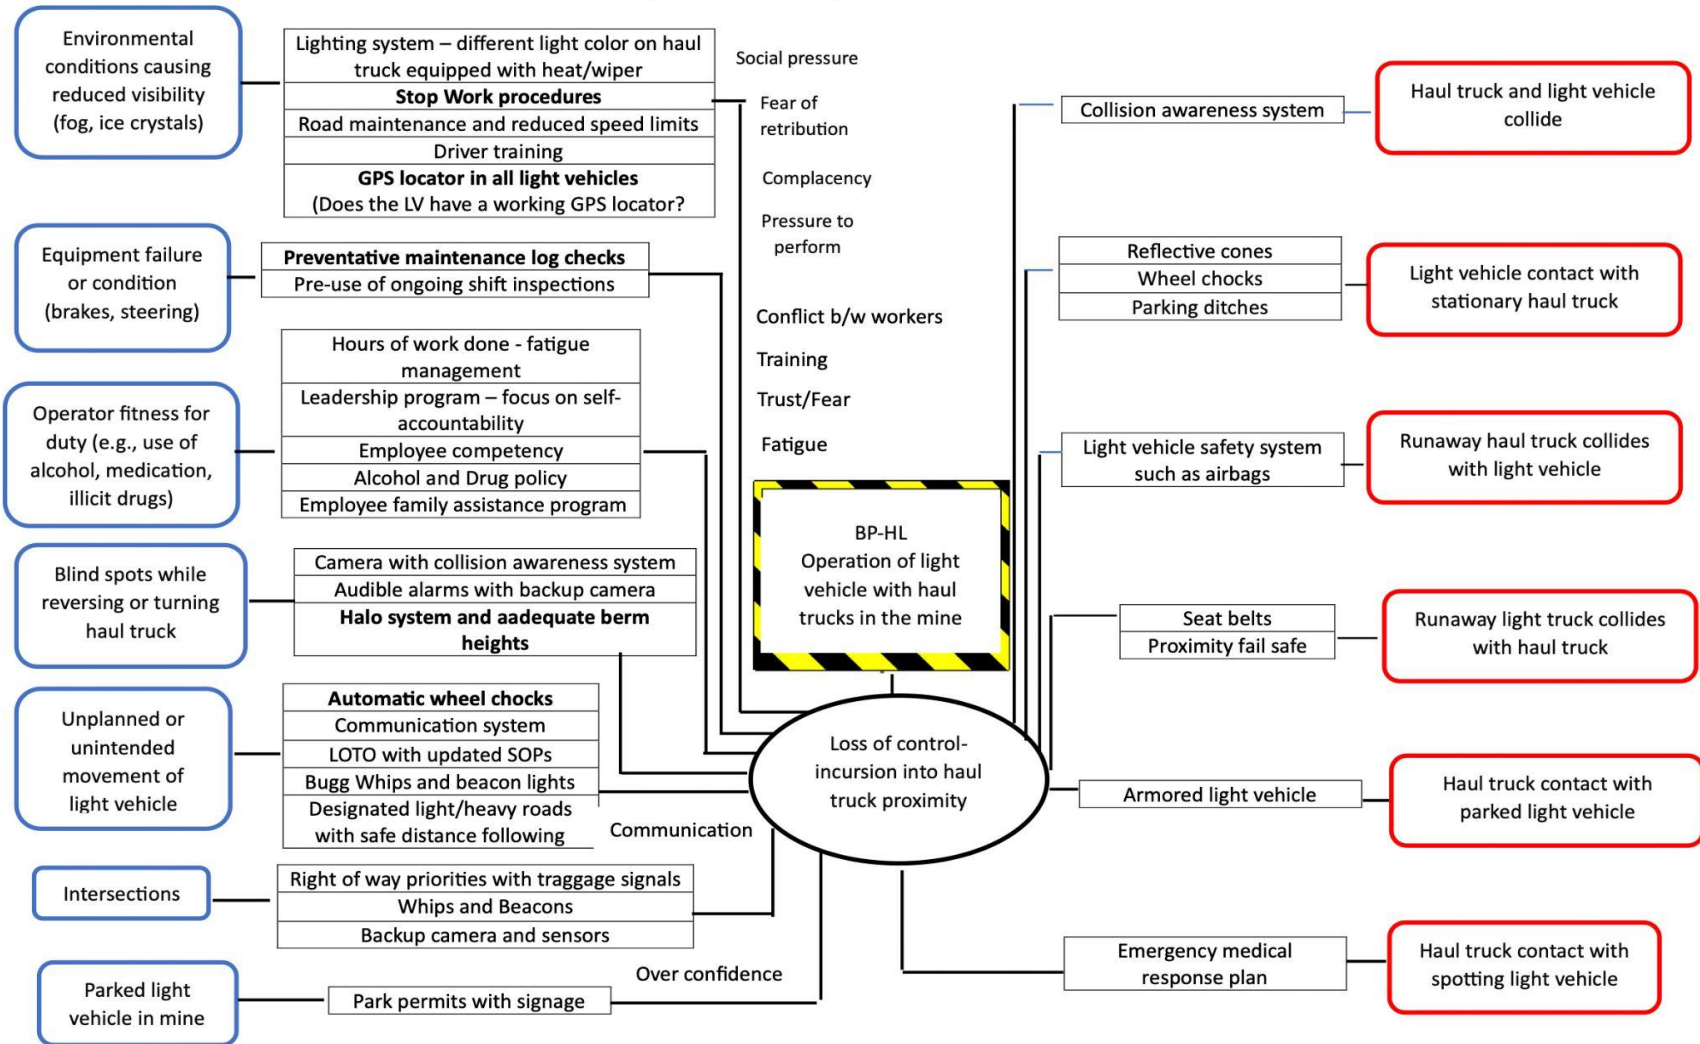 Environmental
conditions causing
reduced visibility
(fog, ice crystals)
Lighting system – different light color on haul
truck equipped with heat/wiper
Stop Work procedures
Road maintenance and reduced speed limits
Driver training
GPS locator in all light vehicles
(Does the LV have a working GPS locator?
Equipment failure
or condition
(brakes, steering)
Preventative maintenance log checks
Pre-use of ongoing shift inspections
Operator fitness for
duty (e.g., use of
alcohol, medication,
illicit drugs)
Hours of work done - fatigue
management
Leadership program – focus on self-
accountability
Employee competency
Alcohol and Drug policy
Employee family assistance program
Blind spots while
reversing or turning
haul truck
Camera with collision awareness system
Audible alarms with backup camera
Halo system and aadequate berm
heights
Unplanned or
unintended
movement of
light vehicle
Automatic wheel chocks
Communication system
LOTO with updated SOPs
Bugg Whips and beacon lights
Designated light/heavy roads
with safe distance following
Intersections
Right of way priorities with traggage signals
Whips and Beacons
Backup camera and sensors
Parked light
vehicle in mine
Park permits with signage
Social pressure
Fear of
retribution
Complacency
Pressure to
perform
Conflict b/w workers
Training
Trust/Fear
Fatigue
Communication
Over confidence
BP-HL
Operation of light
vehicle with haul
trucks in the mine
Loss of control-
incursion into haul
truck proximity
Collision awareness system
Haul truck and light vehicle
collide
Reflective cones
Wheel chocks
Parking ditches
Light vehicle contact with
stationary haul truck
Light vehicle safety system
such as airbags
Runaway haul truck collides
with light vehicle
Seat belts
Proximity fail safe
Runaway light truck collides
with haul truck
Armored light vehicle
Haul truck contact with
parked light vehicle
Emergency medical
response plan
Haul truck contact with
spotting light vehicle